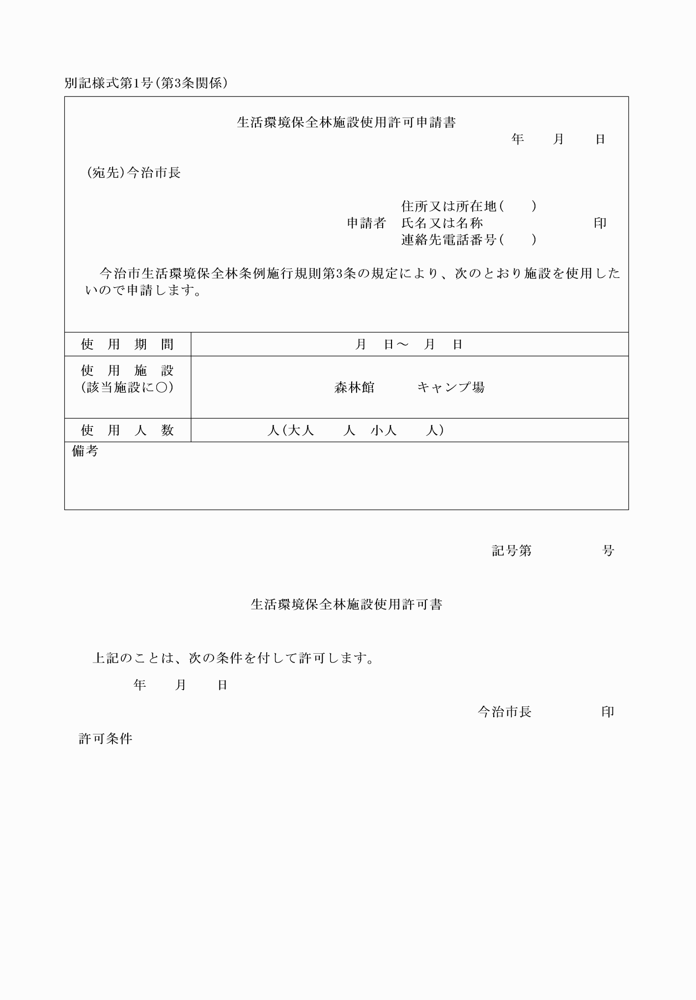 別記様式第1号(第3条関係)
生活環境保全林施設使用許可申請書
年　　月　　日
(宛先)今治市長
住所又は所在地(　　)
申請者　氏名又は名称　　　　　　　　印
連絡先電話番号(　　)
今治市生活環境保全林条例施行規則第3条の規定により、次のとおり施設を使用した
いので申請します。
使　用　期　間　　月　日～　月　日
使　用　施　設
(該当施設に〇)　　森林館　　　キャンプ場
使　用　人　数　　人(大人　　人　小人　　人)
備考
記号第　　　　　号
生活環境保全林施設使用許可書
上記のことは、次の条件を付して許可します。
年　　月　　日
今治市長　　　　　印
許可条件